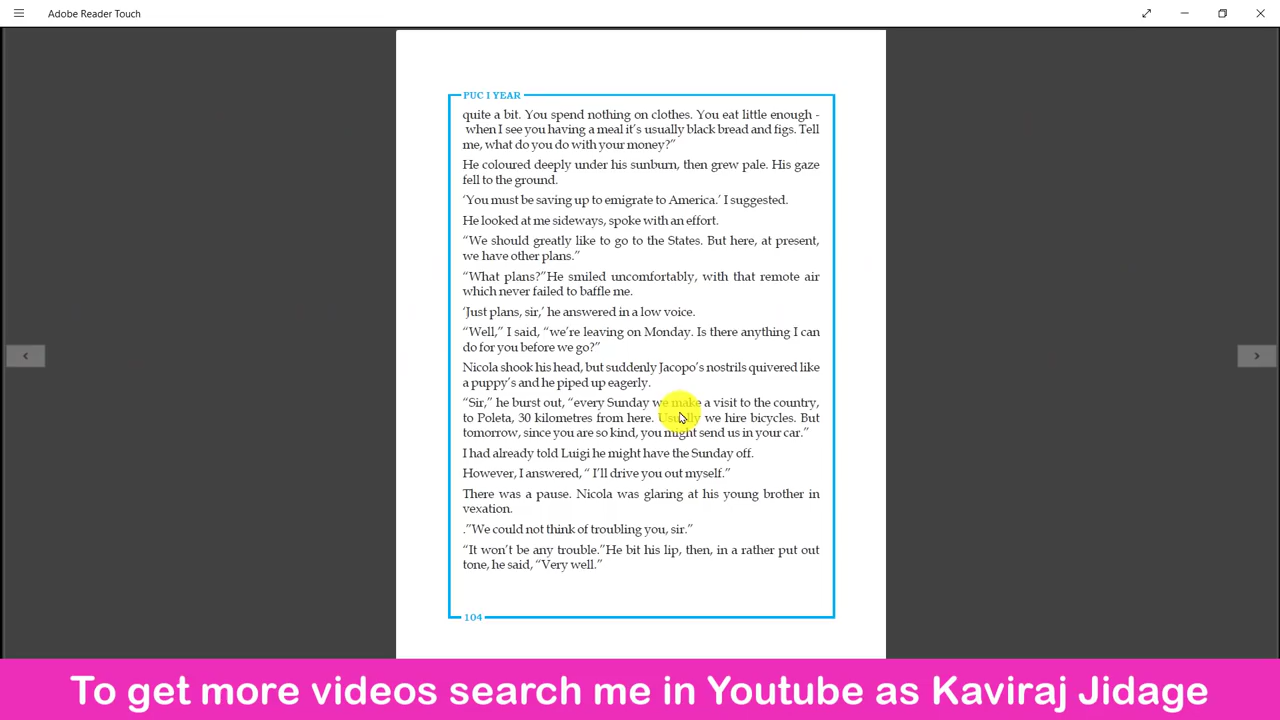 Adobe Reader Touch
PUC I YEAR
quite a bit. You spend nothing on clothes. You eat little enough -
when I see you having a meal it's usually black bread and figs. Tell
me, what do you do with your money?”
He coloured deeply under his sunburn, then grew pale. His gaze
fell to the ground.
‘You must be saving up to emigrate to America.’ I suggested.
He looked at me sideways, spoke with an effort.
“We should greatly like to go to the States. But here, at present,
we have other plans.”
“What plans?”He smiled uncomfortably, with that remote air
which never failed to baffle me.
‘Just plans, sir,’ he answered in a low voice.
“Well,” I said, “we’re leaving on Monday. Is there anything I can
do for you before we go?”
Nicola shook his head, but suddenly Jacopo’s nostrils quivered like
a puppy’s and he piped up eagerly.
“Sir,” he burst out, “every Sunday we make a visit to the country,
to Poleta, 30 kilometres from here. Usually we hire bicycles. But
tomorrow, since you are so kind, you might send us in your car.”
I had already told Luigi he might have the Sunday off.
However, I answered, “ I’ll drive you out myself.”
There was a pause. Nicola was glaring at his young brother in
vexation.
.”We could not think of troubling you, sir.”
“It won’t be any trouble.”He bit his lip, then, in a rather put out
tone, he said, “Very well.”
104
To get more videos search me in Youtube as Kaviraj Jidage